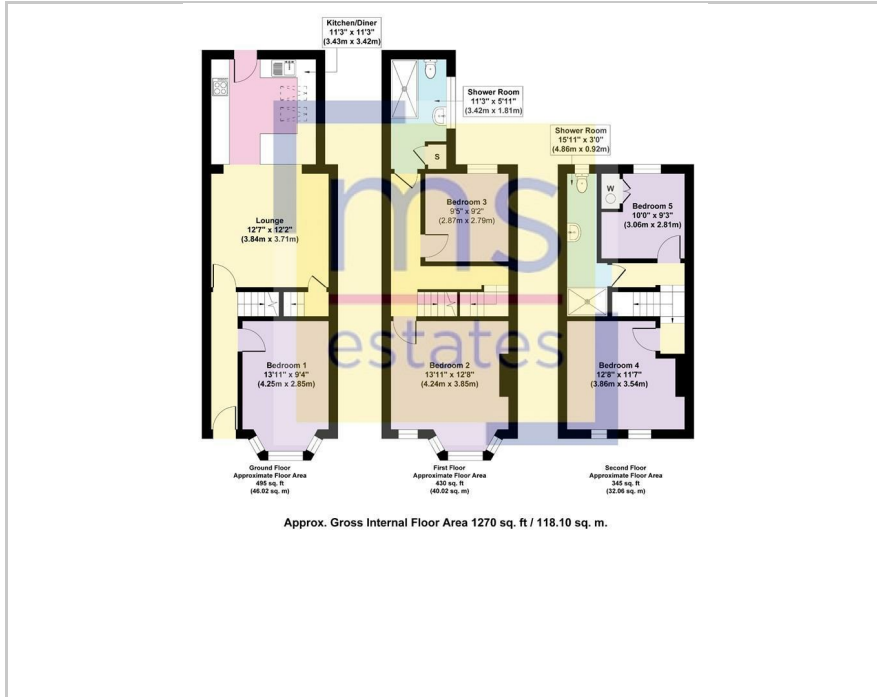 Kitchen/Diner
11'3" x 11'3"
(3.43m x 3.42m)
Shower Room
11'3" x 5'11"
(3.42m x 1.81m)
Shower Room
15'11" x 3'0"
(4.86m x 0.92m)
S
W
Lounge
12'7" x 12'2"
(3.84m x 3.71m)
Bedroom 3
9'5" x 9'2"
(2.87m x 2.79m)
Bedroom 5
10'0" x 9'3"
(3.06m x 2.81m)
ms
estates
Bedroom 1
13'11" x 9'4"
(4.25m x 2.85m)
Bedroom 2
13'11" x 12'8"
(4.24m x 3.85m)
Bedroom 4
12'8" x 11'7"
(3.86m x 3.54m)
Ground Floor
Approximate Floor Area
495 sq. ft
(46.02 sq. m)
First Floor
Approximate Floor Area
430 sq. ft
(40.02 sq. m)
Second Floor
Approximate Floor Area
345 sq. ft
(32.06 sq. m)
Approx. Gross Internal Floor Area 1270 sq. ft / 118.10 sq. m.